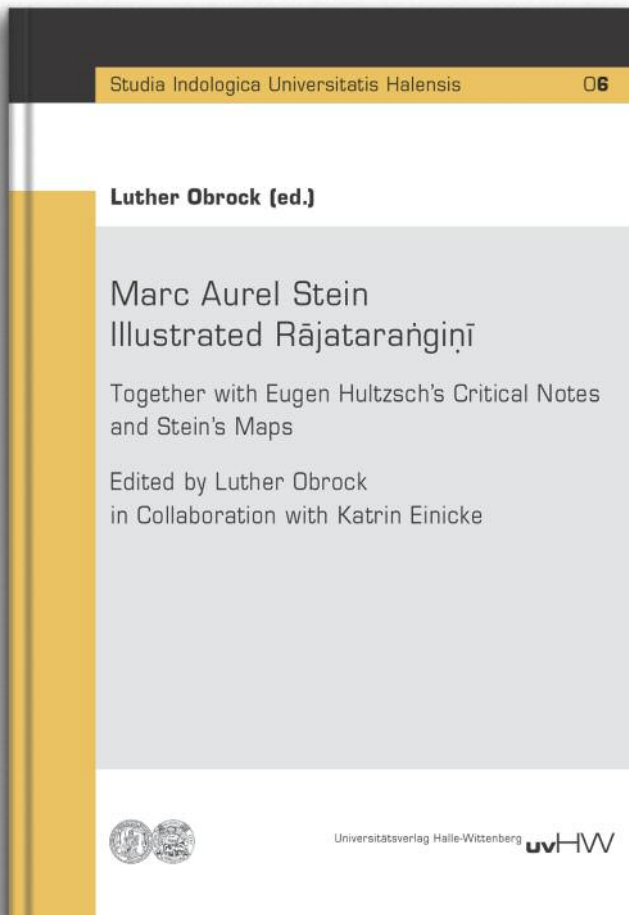 Studia Indologica Universitatis Halensis 06
Luther Obrock (ed.)
Marc Aurel Stein
Illustrated Rājataraṅgiṇī
Together with Eugen Hultzsch's Critical Notes
and Stein's Maps
Edited by Luther Obrock
in Collaboration with Katrin Einicke
Universitätsverlag Halle-Wittenberg uvHW